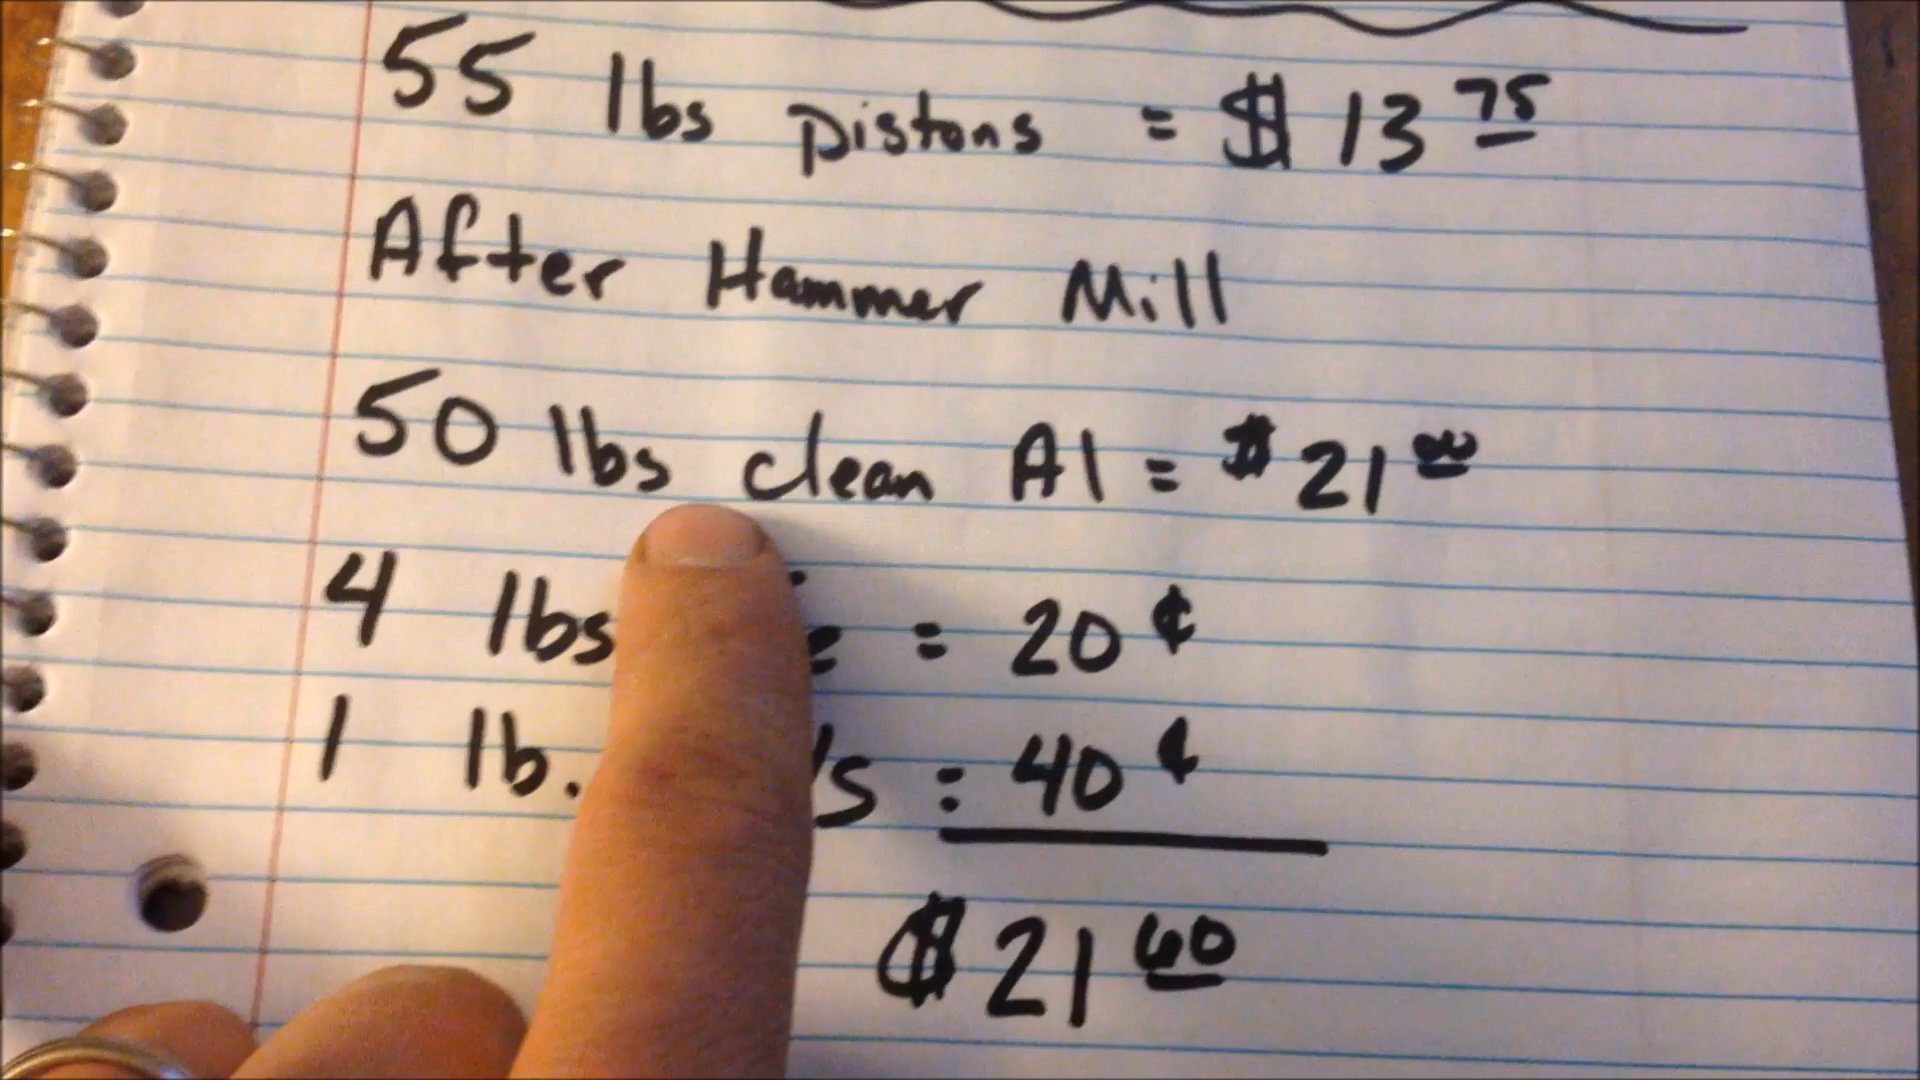 55 lbs pistons = $ 13 75
After Hammer Mill
50 lbs clean Al = $ 21 00
4 lbs = 20 ¢
1 lb. = 40 ¢
$ 21 60